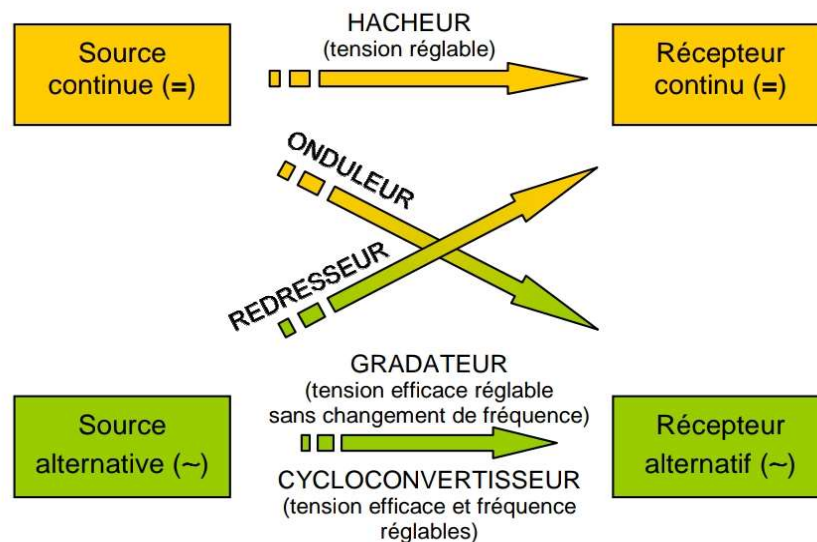 HACHEUR
(tension réglable)
Source
continue (=)
Récepteur
continu (=)
ONDULEUR
REDRESSEUR
GRADATEUR
(tension efficace réglable
sans changement de fréquence)
Source
alternative (~)
Récepteur
alternatif (~)
CYCLOCONVERTISSEUR
(tension efficace et fréquence
réglables)